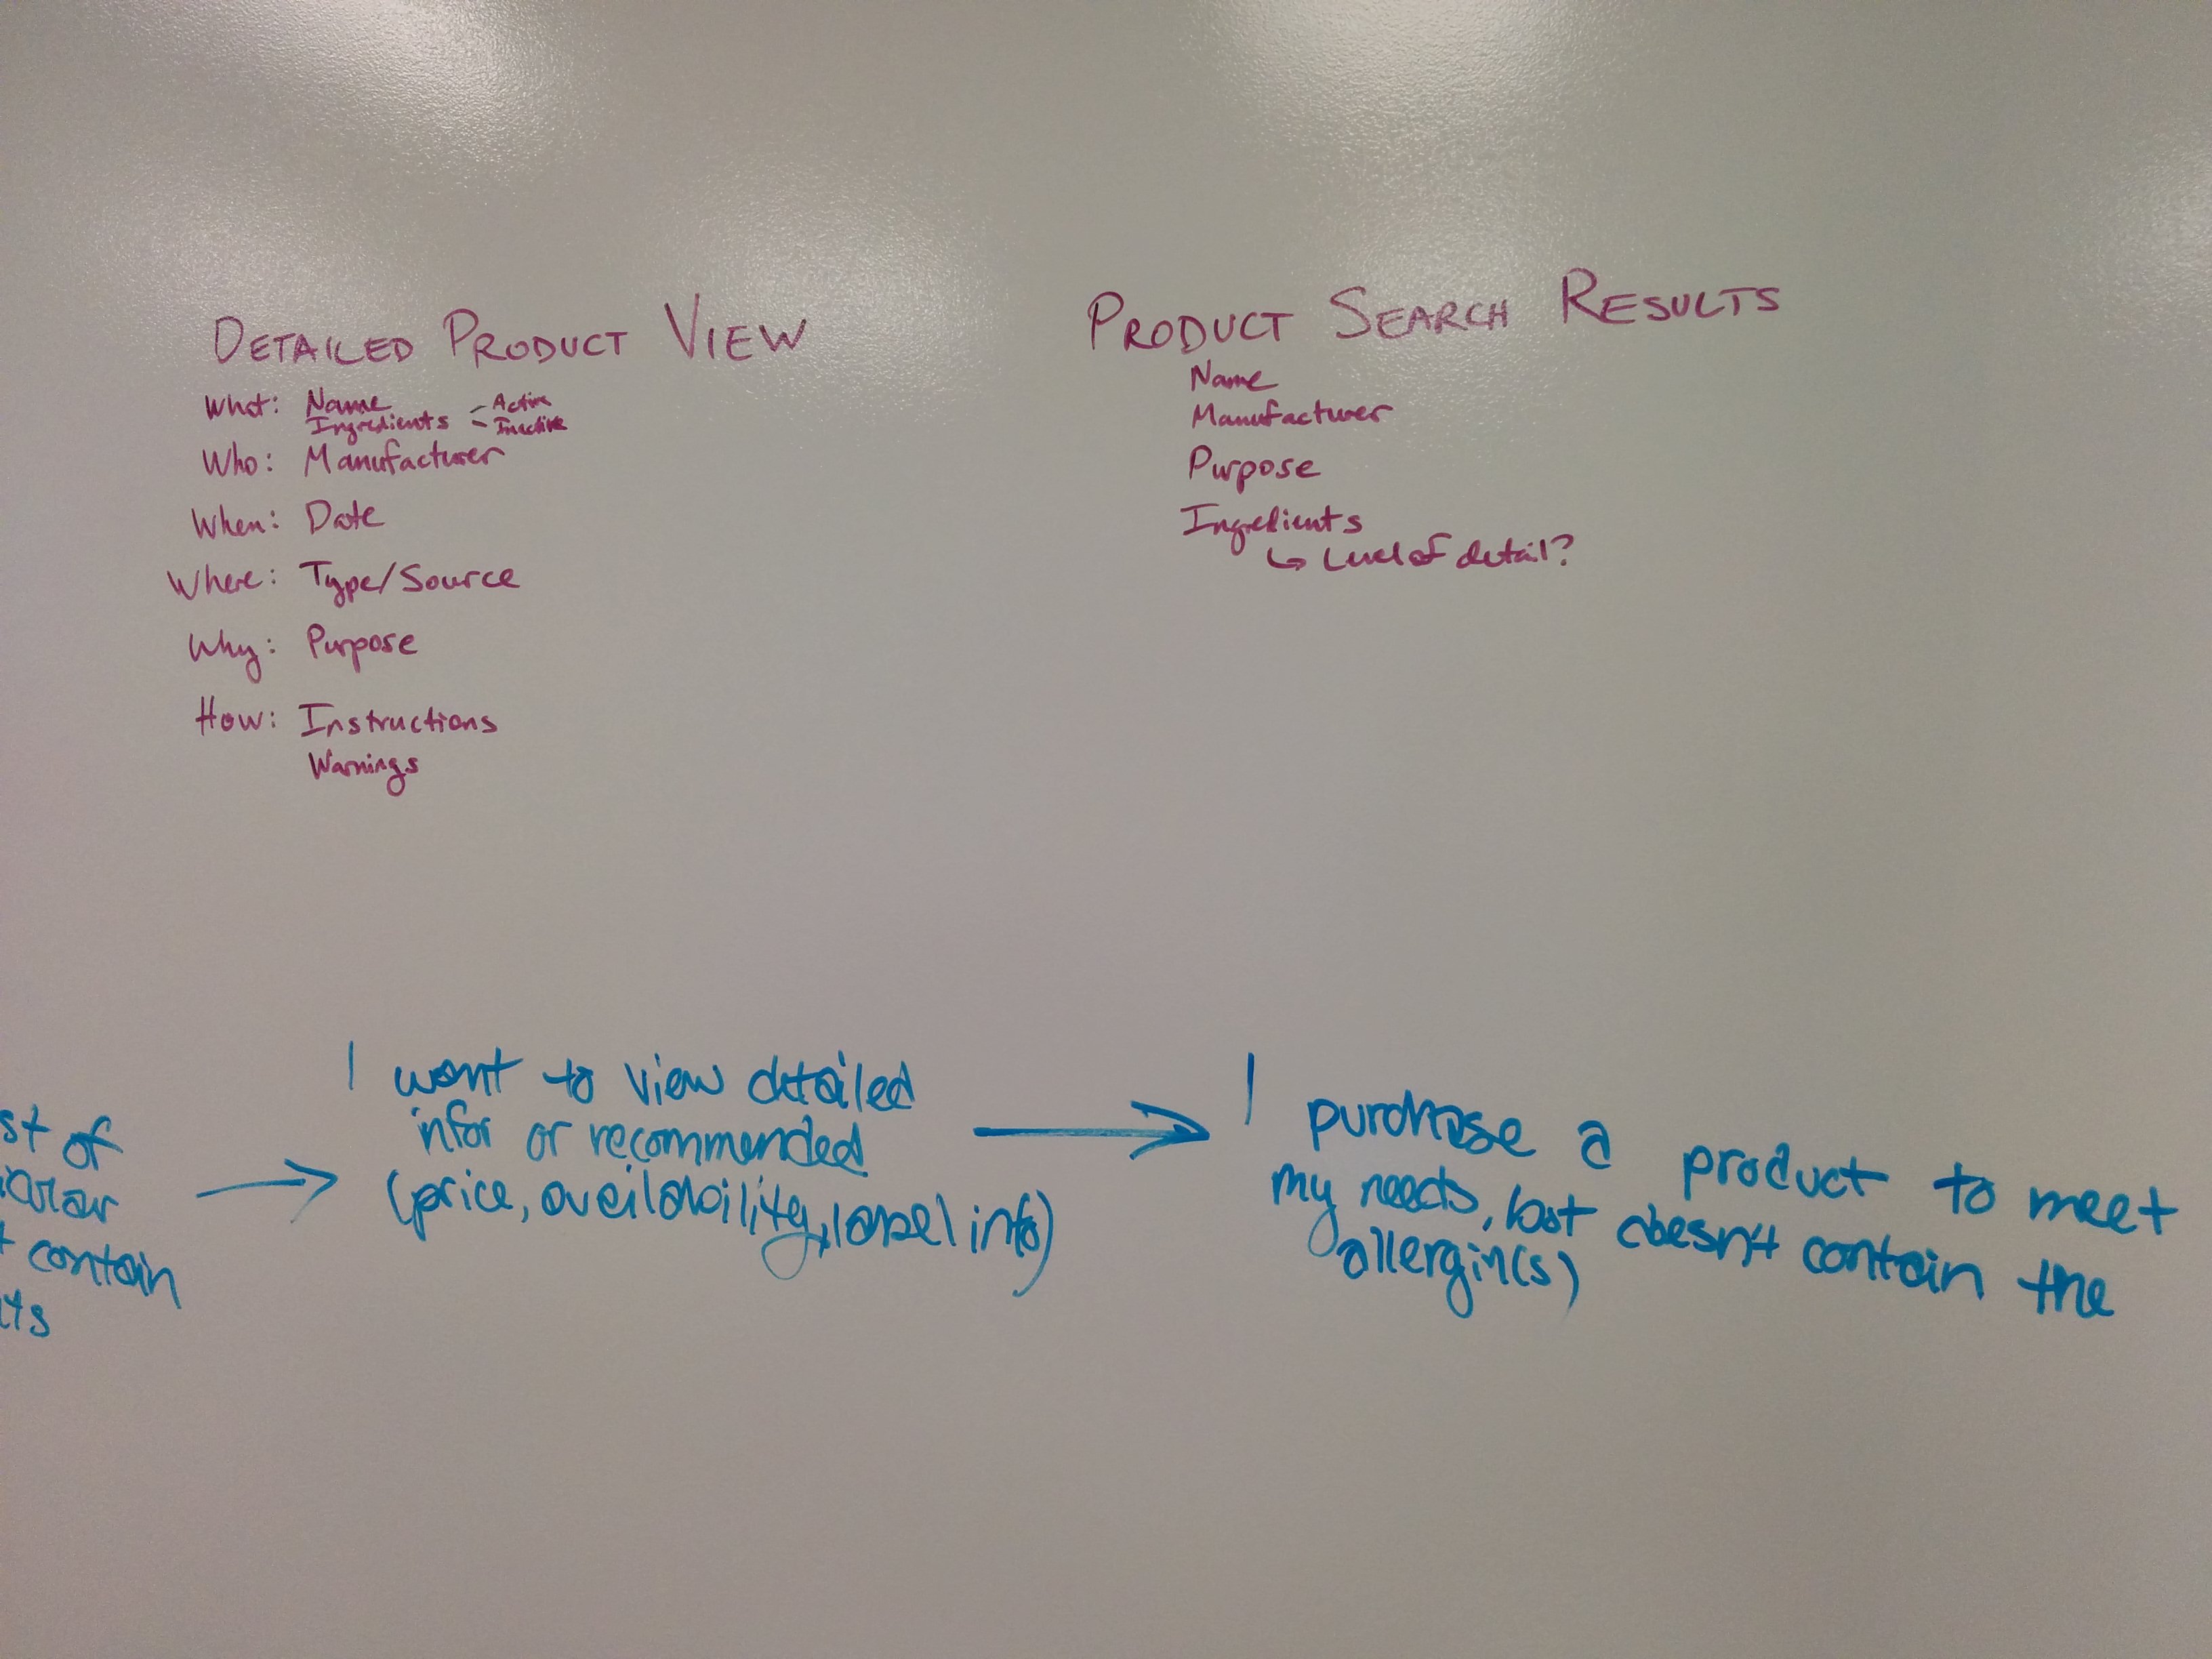 DETAILED PRODUCT VIEW
What: Name
Ingredients - Active
- Inactive
Who: Manufacturer
When: Date
Where: Type/Source
Why: Purpose
How: Instructions
Warnings
PRODUCT SEARCH RESULTS
Name
Manufacturer
Purpose
Ingredients
↳ Level of detail?
st of
t contain
→
I want to view detailed
infor or recommended
(price, availability, label info)
→
I purchase a product to meet
my needs, but doesn't contain the
allergin(s)